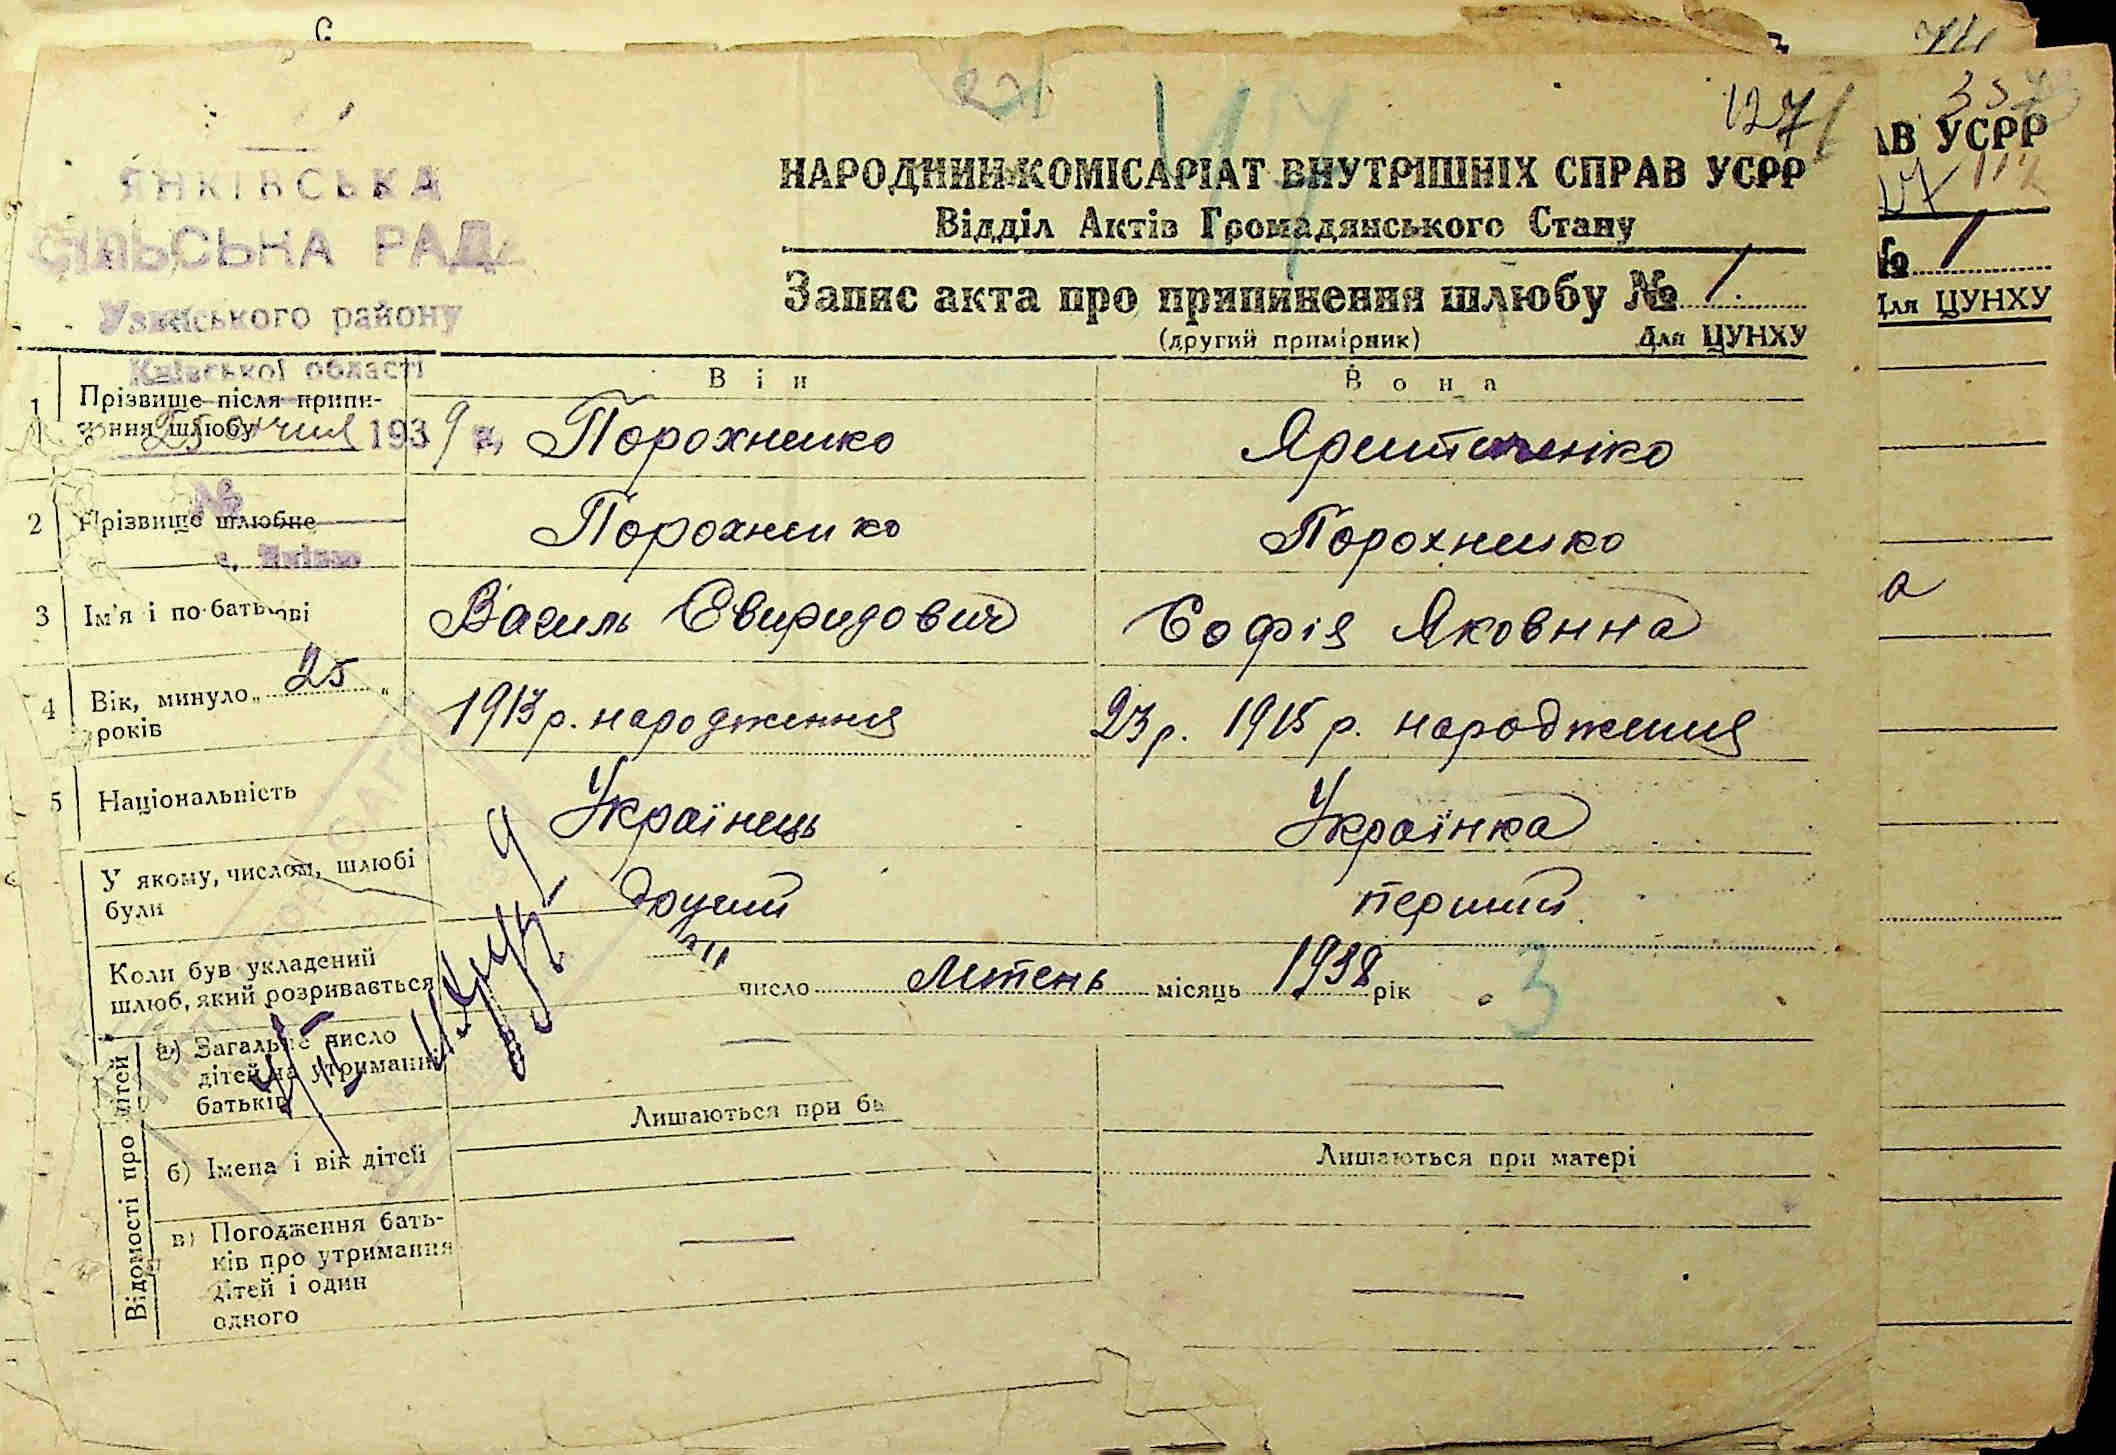 127
ЯНКІВСЬКА
СІЛЬСЬКА РАДА
Узинського району
Київської області
1939 р.
№
НАРОДНИЙ КОМІСАРІАТ ВНУТРІШНІХ СПРАВ УСРР
Відділ Актів Громадянського Стану
Запис акта про припинення шлюбу № 1.
(другий примірник) Для ЦУНХУ
Він Вона
1 Прізвище після припинення шлюбу Порохненко
2 Прізвище шлюбне Порохненко Порохненко
3 Ім'я і по-батькові Василь Свиридович Софія Яковнна
4 Вік, минуло „25" років 1913 р. народження 23 р. 1915 р. народження
5 Національність Українець Українка
У якому, числом, шлюбі були другий перший
Коли був укладений шлюб, який розривається число Липень місяць 1938 рік
3
Відомості про дітей
а) Загальне число дітей на утриманні батьків — —
б) Імена і вік дітей Лишаються при ба Лишаються при матері
в) Погодження батьків про утримання дітей і один одного — —
АВ УСРР
112
№ 1
Для ЦУНХУ
а